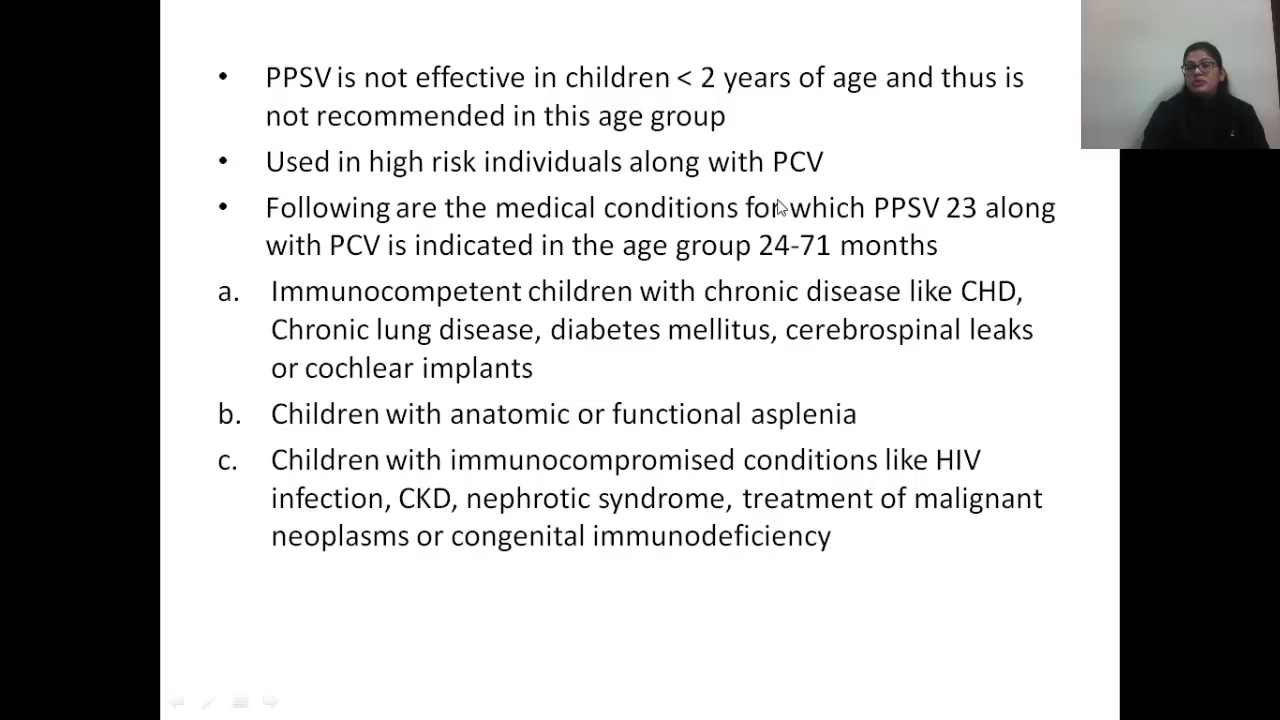 • PPSV is not effective in children < 2 years of age and thus is
not recommended in this age group
• Used in high risk individuals along with PCV
• Following are the medical conditions for which PPSV 23 along
with PCV is indicated in the age group 24-71 months
a. Immunocompetent children with chronic disease like CHD,
Chronic lung disease, diabetes mellitus, cerebrospinal leaks
or cochlear implants
b. Children with anatomic or functional asplenia
c. Children with immunocompromised conditions like HIV
infection, CKD, nephrotic syndrome, treatment of malignant
neoplasms or congenital immunodeficiency